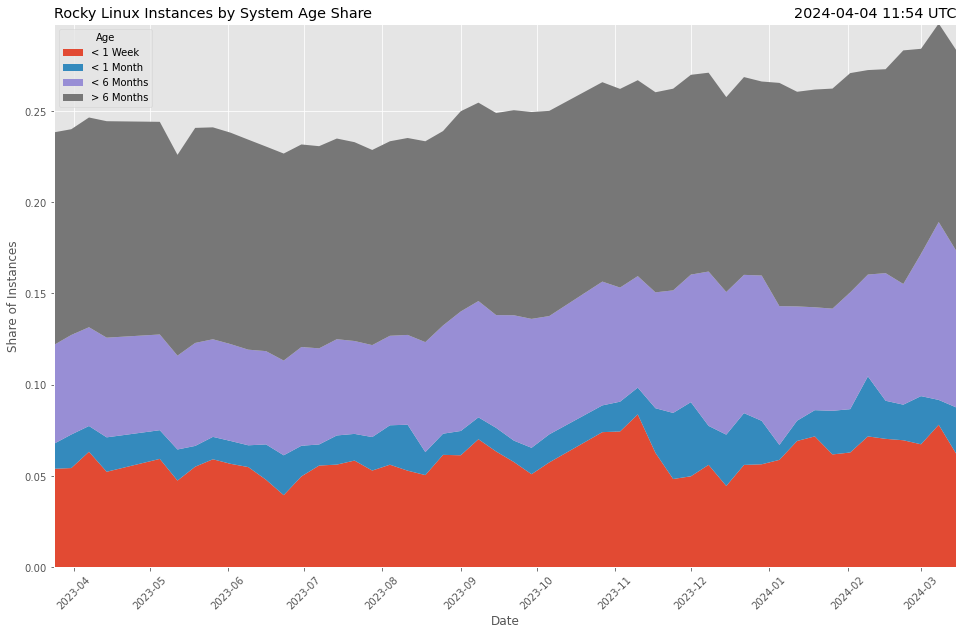 Rocky Linux Instances by System Age Share
2024-04-04 11:54 UTC
Age
< 1 Week
< 1 Month
< 6 Months
> 6 Months
Share of Instances
0.25
0.20
0.15
0.10
0.05
0.00
2023-04
2023-05
2023-06
2023-07
2023-08
2023-09
2023-10
2023-11
2023-12
2024-01
2024-02
2024-03
Date